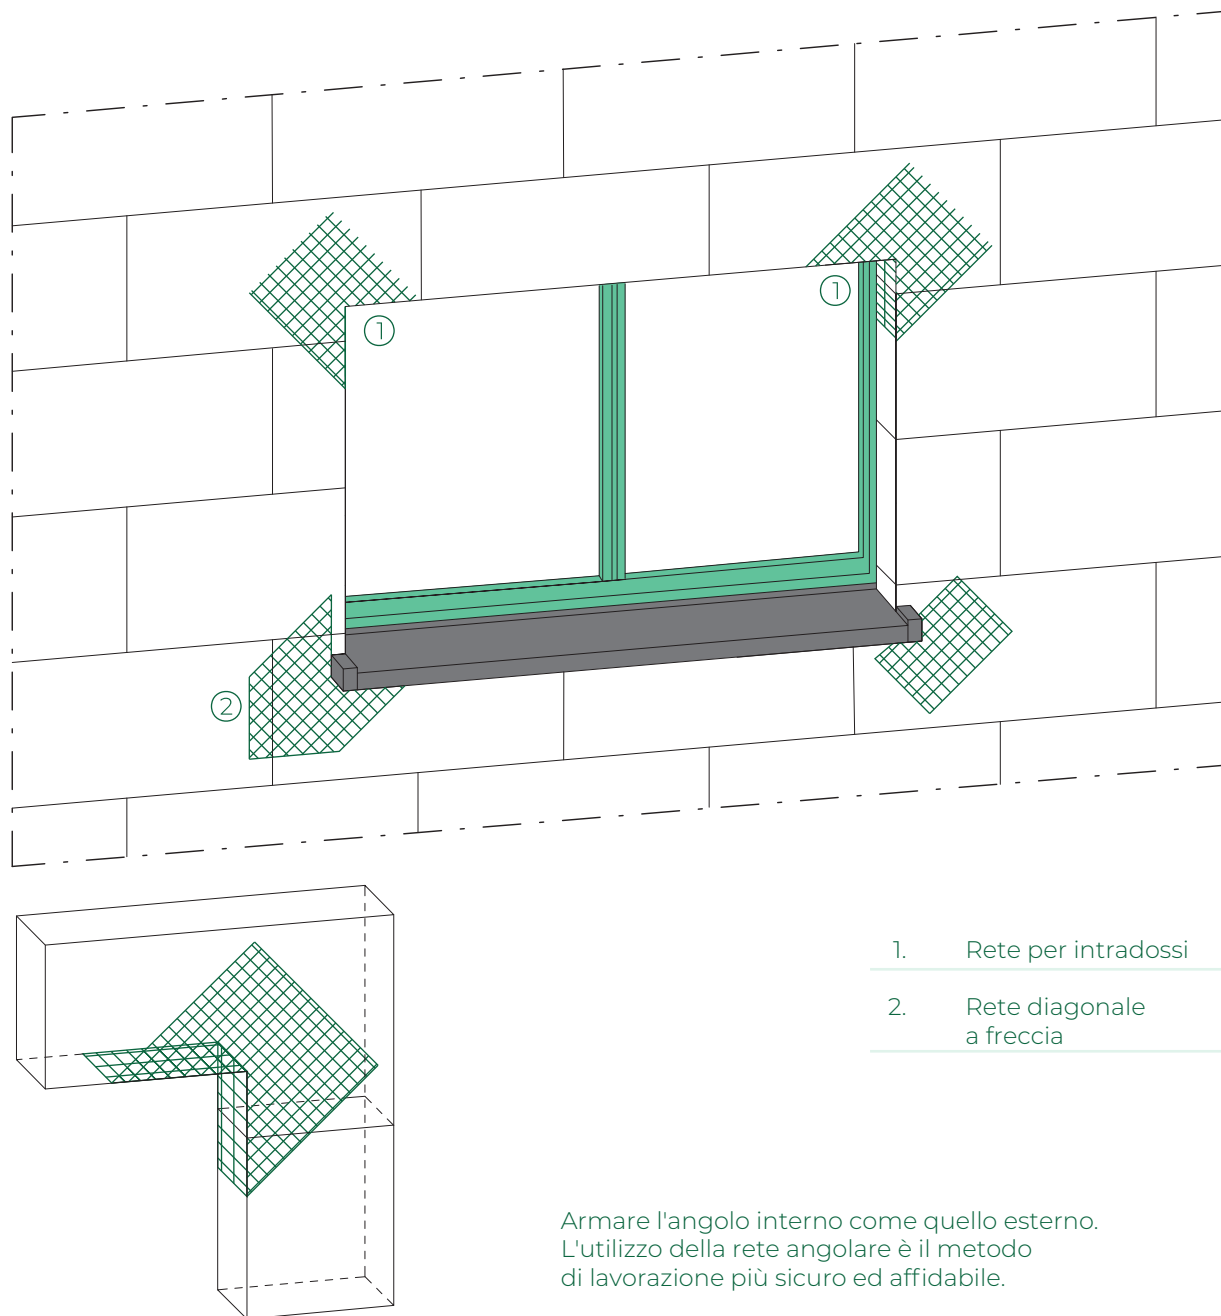 1
1
2
1. Rete per intradossi
2. Rete diagonale
a freccia
Armare l'angolo interno come quello esterno.
L'utilizzo della rete angolare è il metodo
di lavorazione più sicuro ed affidabile.